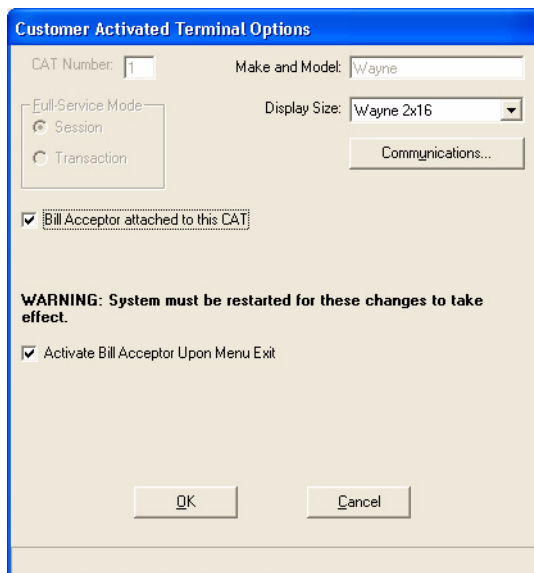 Customer Activated Terminal Options
CAT Number: 1
Make and Model: Wayne
Full-Service Mode
Session
Transaction
Display Size: Wayne 2x16
Communications...
Bill Acceptor attached to this CAT
WARNING: System must be restarted for these changes to take
effect.
Activate Bill Acceptor Upon Menu Exit
OK
Cancel